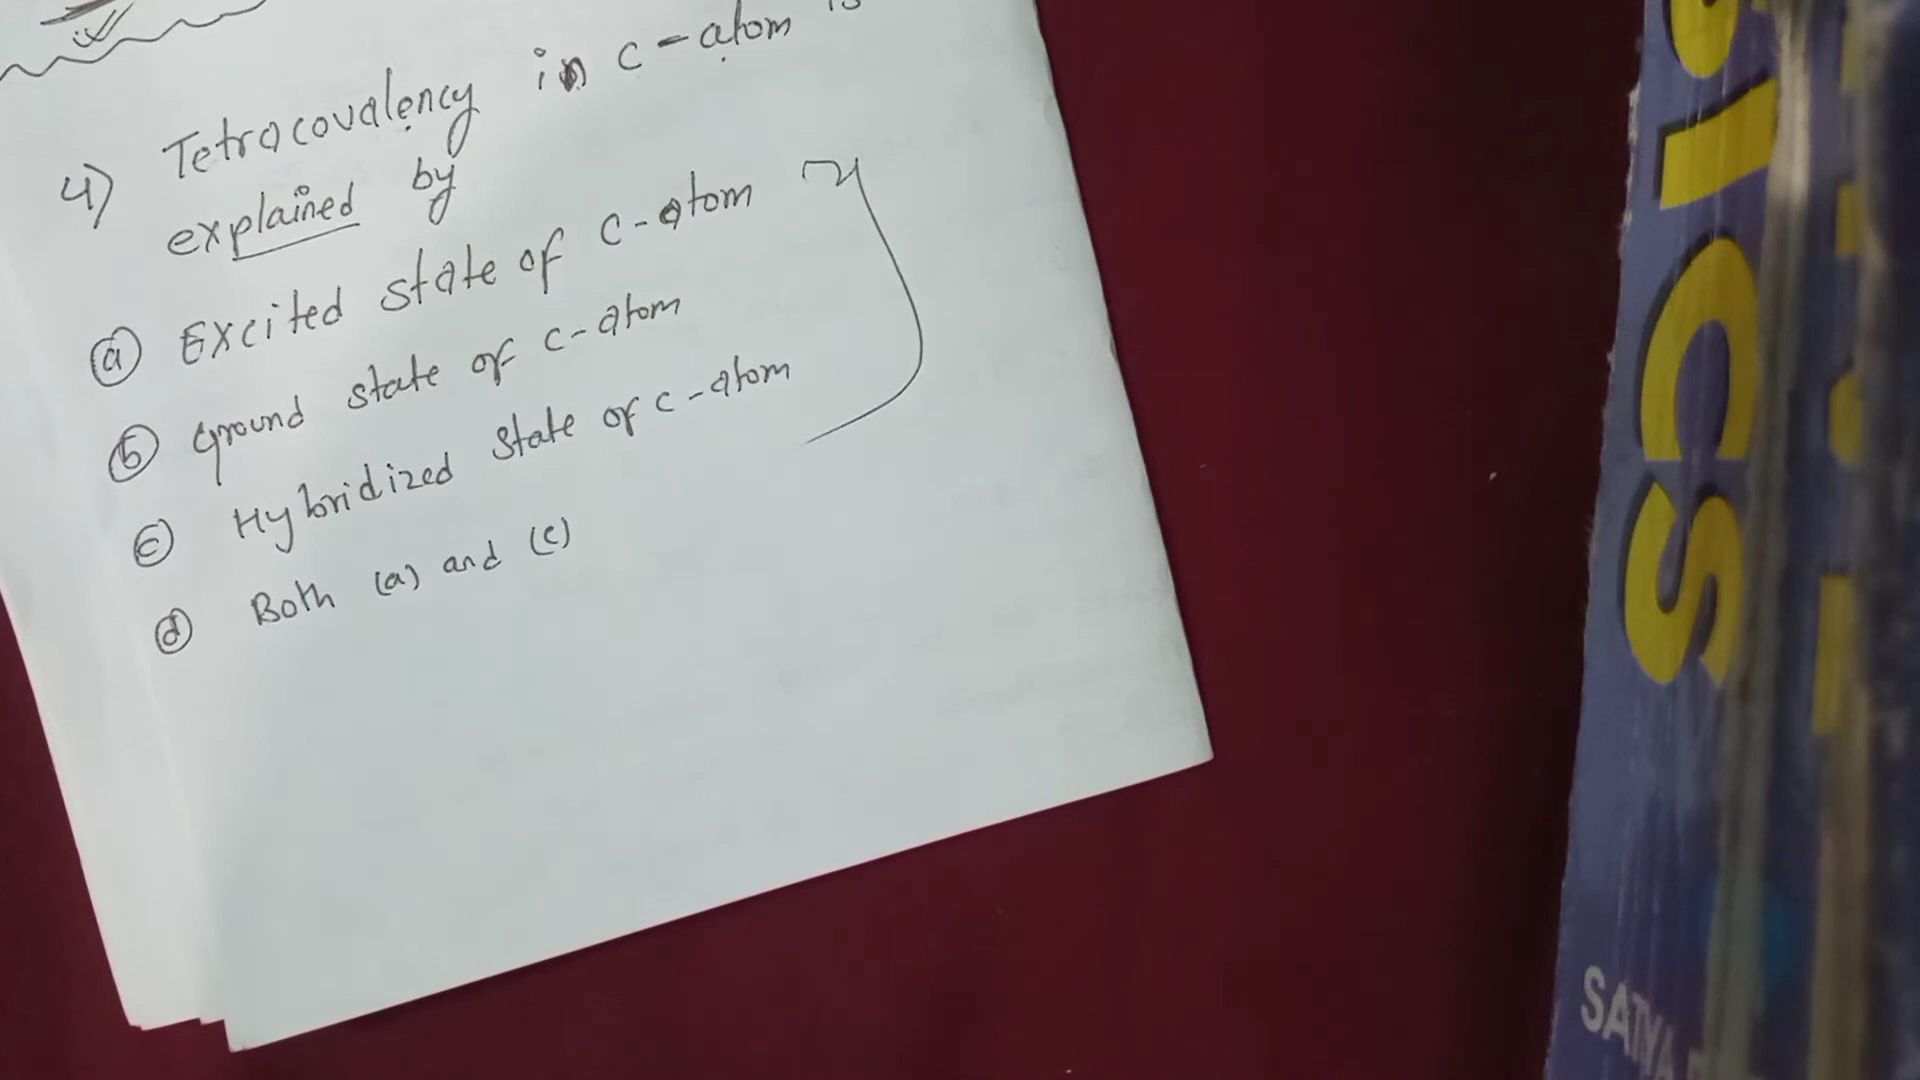 4) Tetracovalency in c-atom is
explained by
(a) Excited state of c-atom
(b) Ground state of c-atom
(c) Hybridized state of c-atom
(d) Both (a) and (c)
SICS
SATYA